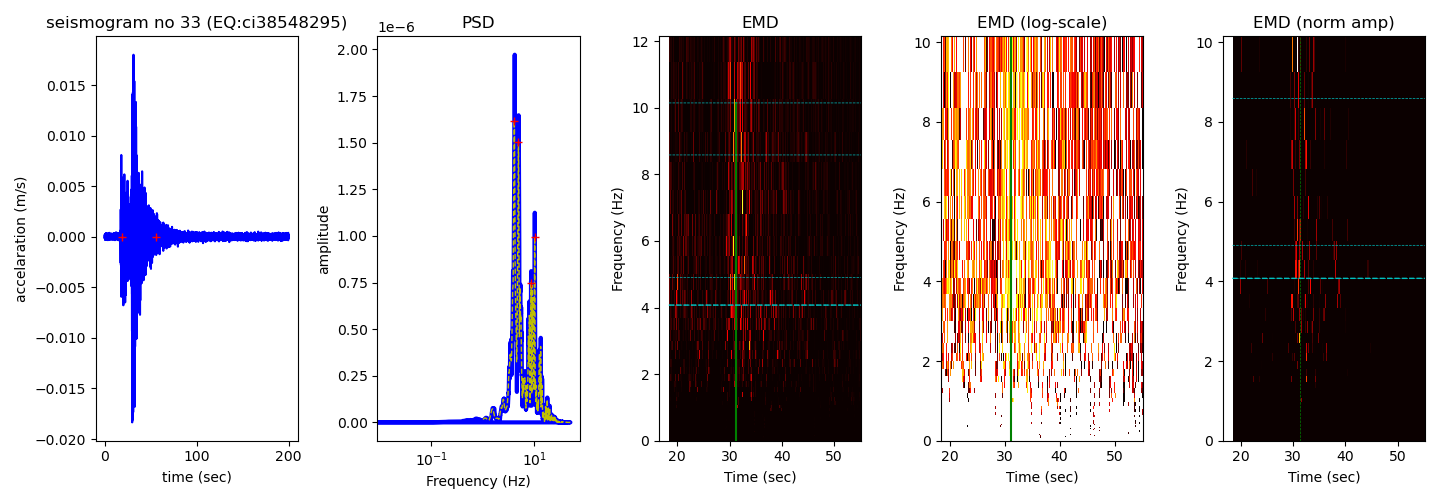 seismogram no 33 (EQ:ci38548295)
accelaration (m/s)
0.015
0.010
0.005
0.000
−0.005
−0.010
−0.015
−0.020
0 100 200
time (sec)
PSD
1e−6
amplitude
2.00
1.75
1.50
1.25
1.00
0.75
0.50
0.25
0.00
10⁻¹ 10¹
Frequency (Hz)
EMD
Frequency (Hz)
12
10
8
6
4
2
0
20 30 40 50
Time (sec)
EMD (log-scale)
Frequency (Hz)
10
8
6
4
2
0
20 30 40 50
Time (sec)
EMD (norm amp)
Frequency (Hz)
10
8
6
4
2
0
20 30 40 50
Time (sec)